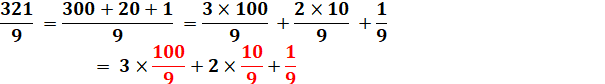 321/9 = (300 + 20 + 1)/9 = (3 × 100)/9 + (2 × 10)/9 + 1/9
= 3 × 100/9 + 2 × 10/9 + 1/9